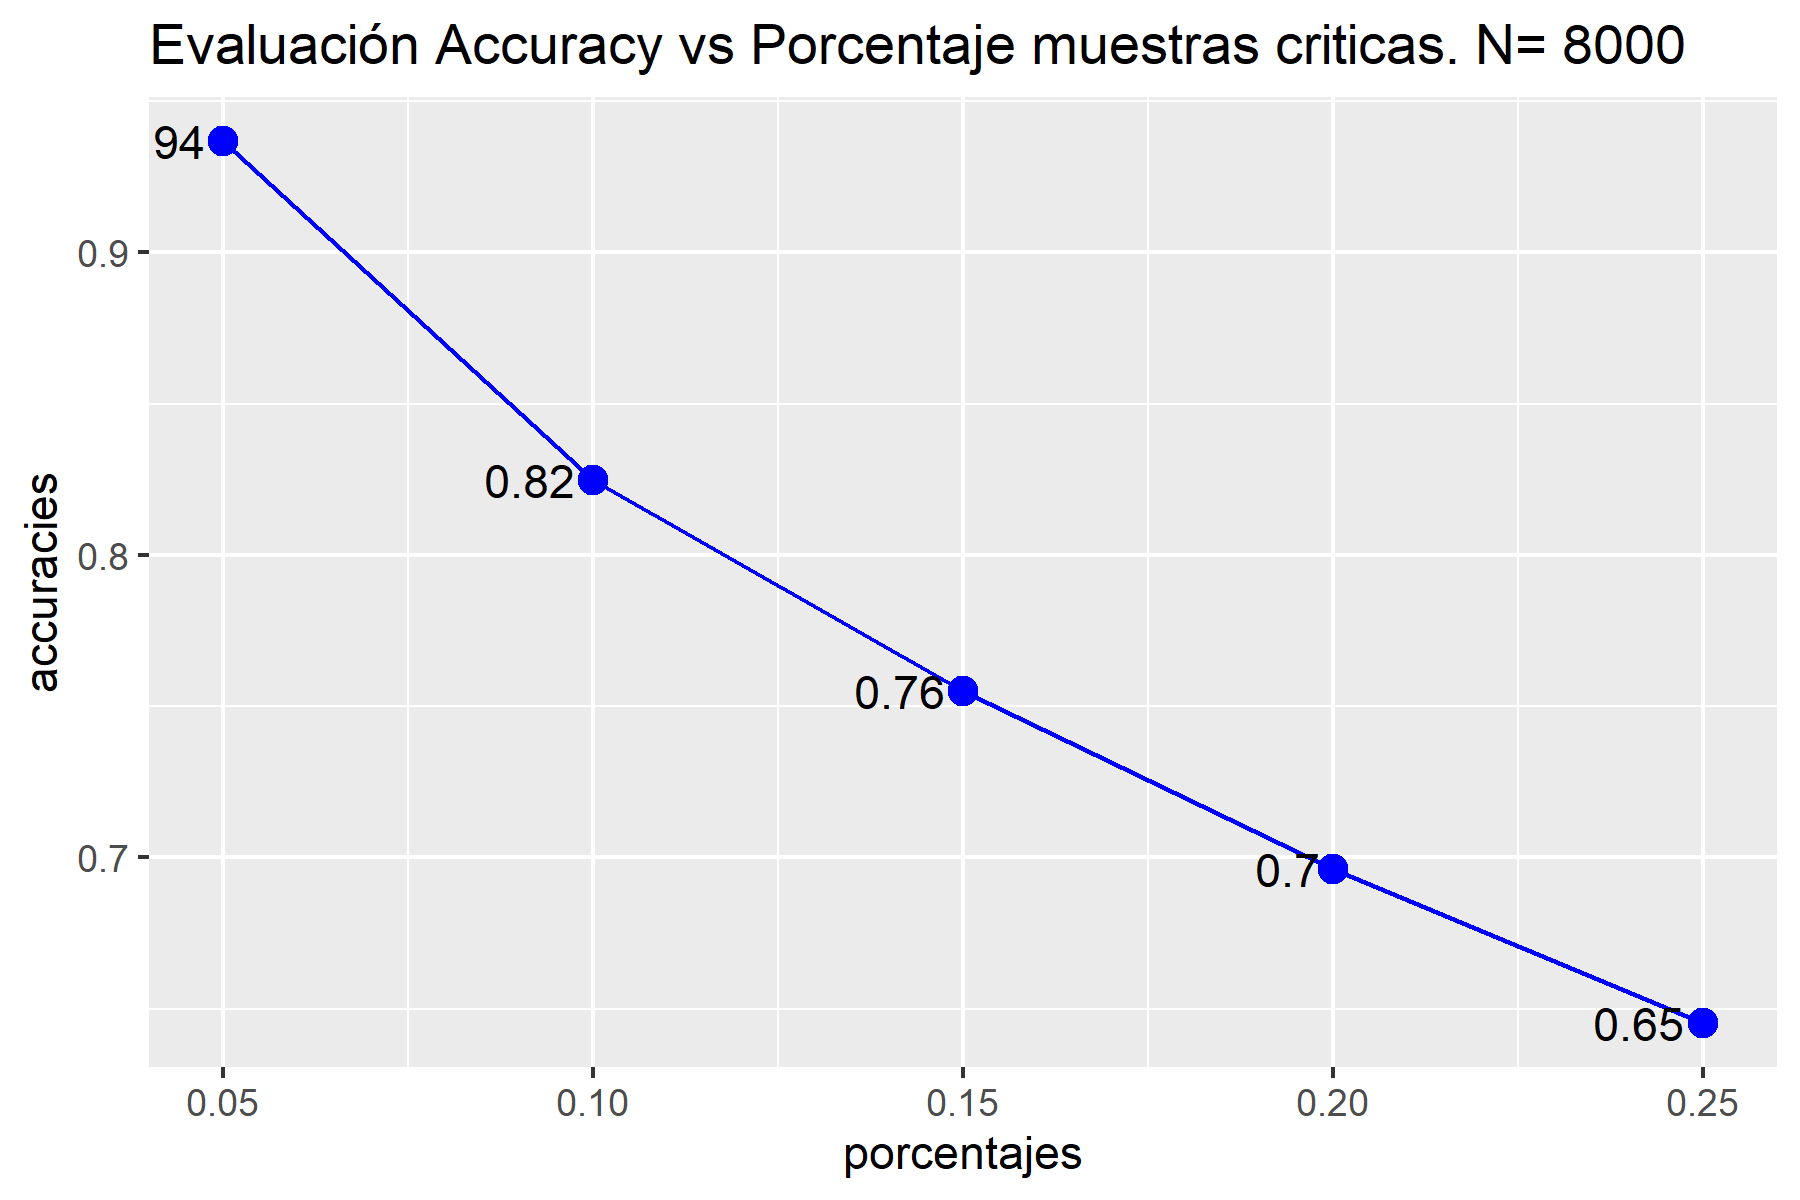 Evaluación Accuracy vs Porcentaje muestras criticas. N= 8000
94
0.9
0.82
0.8
0.76
0.7
0.7
0.65
accuracies
0.05 0.10 0.15 0.20 0.25
porcentajes